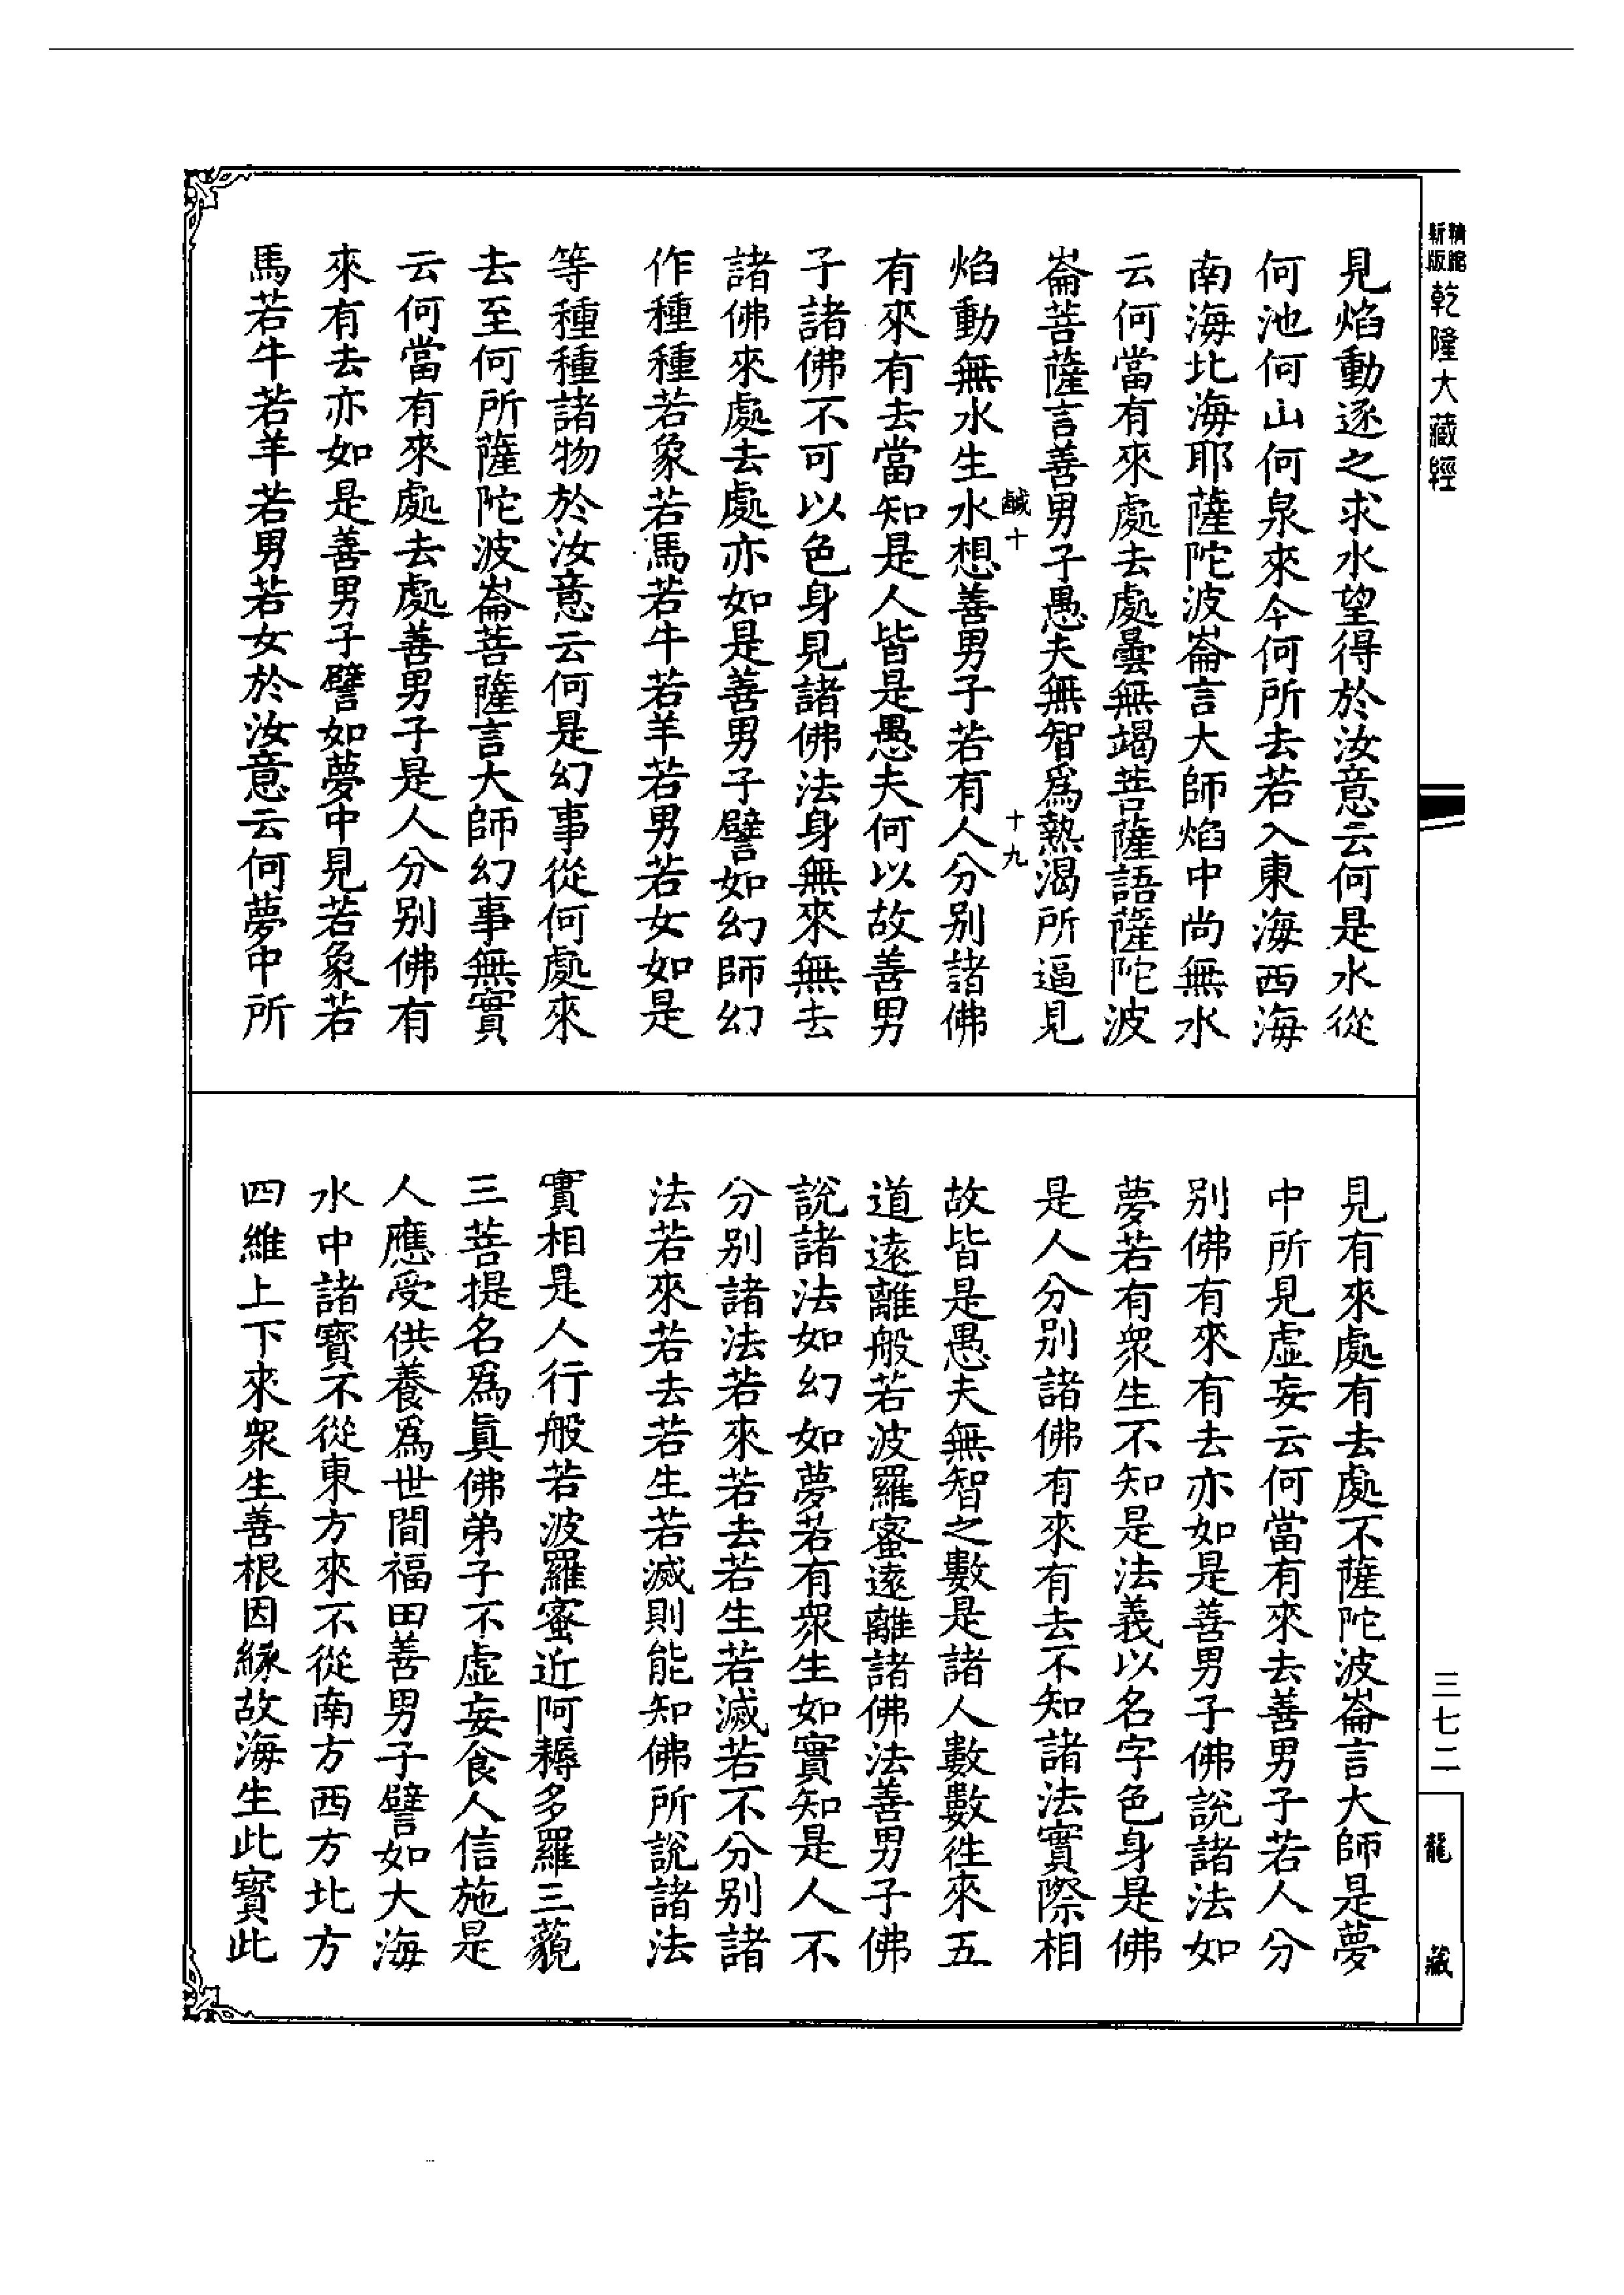 精縮
新版
乾隆大藏經
見焰動逐之求水望得於汝意云何是水從
何池何山何泉來今何所去若入東海西海
南海北海耶薩陀波崙言大師焰中尚無水
云何當有來處去處曇無竭菩薩語薩陀波
崙菩薩言善男子愚夫無智爲熱渴所逼見
鹹十
十九
焰動無水生水想善男子若有人分别諸佛
有來有去當知是人皆是愚夫何以故善男
子諸佛不可以色身見諸佛法身無來無去
諸佛來處去處亦如是善男子譬如幻師幻
作種種若象若馬若牛若羊若男若女如是
等種種諸物於汝意云何是幻事從何處來
去至何所薩陀波崙菩薩言大師幻事無實
云何當有來處去處善男子是人分别佛有
來有去亦如是善男子譬如夢中見若象若
馬若牛若羊若男若女於汝意云何夢中所
見有來處有去處不薩陀波崙言大師是夢
中所見虚妄云何當有來去善男子若人分
别佛有來有去亦如是善男子佛說諸法如
夢若有衆生不知是法義以名字色身是佛
是人分别諸佛有來有去不知諸法實際相
故皆是愚夫無智之數是諸人數數徃來五
道遠離般若波羅蜜遠離諸佛法善男子佛
說諸法如幻如夢若有衆生如實知是人不
分别諸法若來若去若生若滅若不分别諸
法若來若去若生若滅則能知佛所說諸法
實相是人行般若波羅蜜近阿耨多羅三藐
三菩提名爲眞佛弟子不虚妄食人信施是
人應受供養爲世間福田善男子譬如大海
水中諸寶不從東方來不從南方西方北方
四維上下來衆生善根因緣故海生此寶此
三七二
龍藏